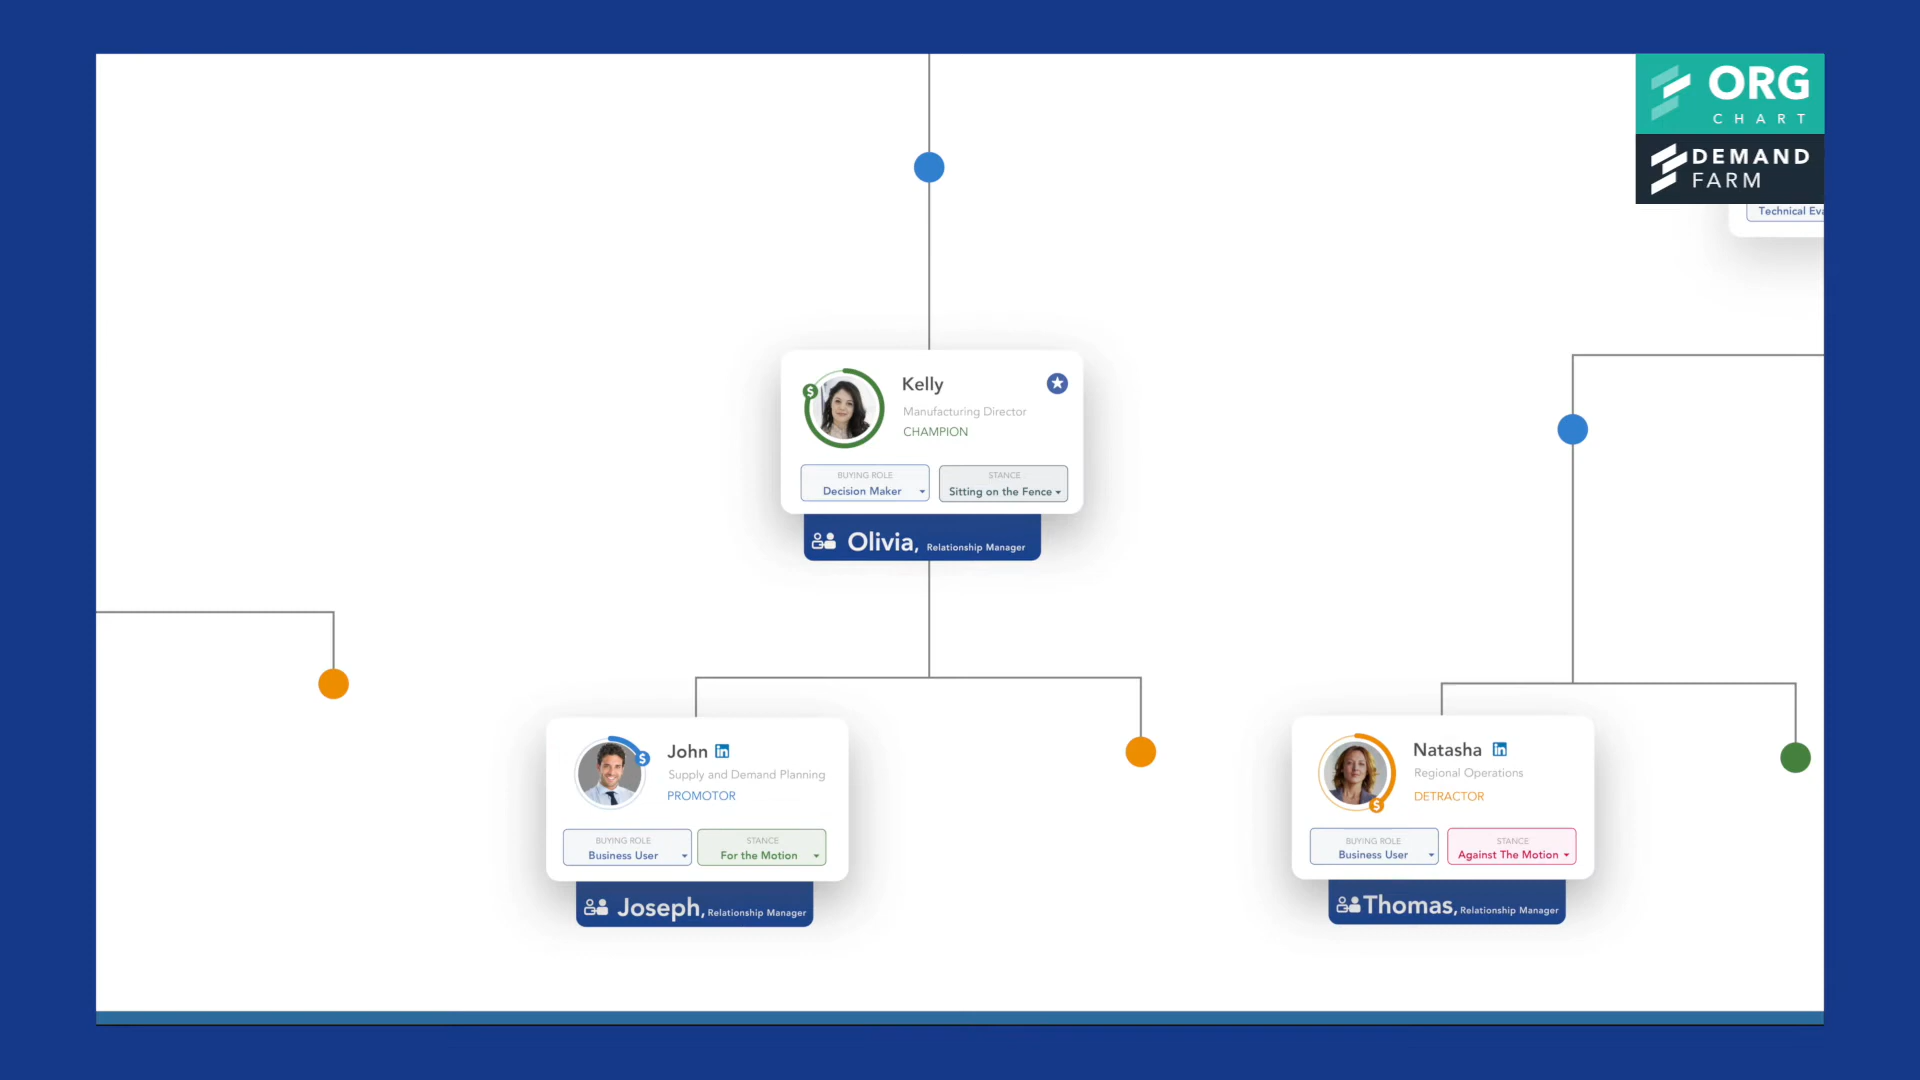 ORG
CHART
DEMAND
FARM
Technical
Kelly
Manufacturing Director
CHAMPION
BUYING ROLE
Decision Maker
STANCE
Sitting on the Fence
Olivia, Relationship Manager
John in
Supply and Demand Planning
PROMOTOR
BUYING ROLE
Business User
STANCE
For the Motion
Joseph, Relationship Manager
Natasha in
Regional Operations
DETRACTOR
BUYING ROLE
Business User
STANCE
Against The Motion
Thomas, Relationship Manager